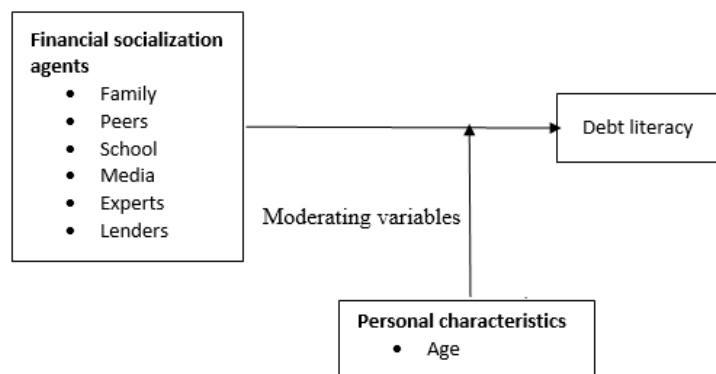 Financial socialization
agents
• Family
• Peers
• School
• Media
• Experts
• Lenders
Debt literacy
Moderating variables
Personal characteristics
• Age